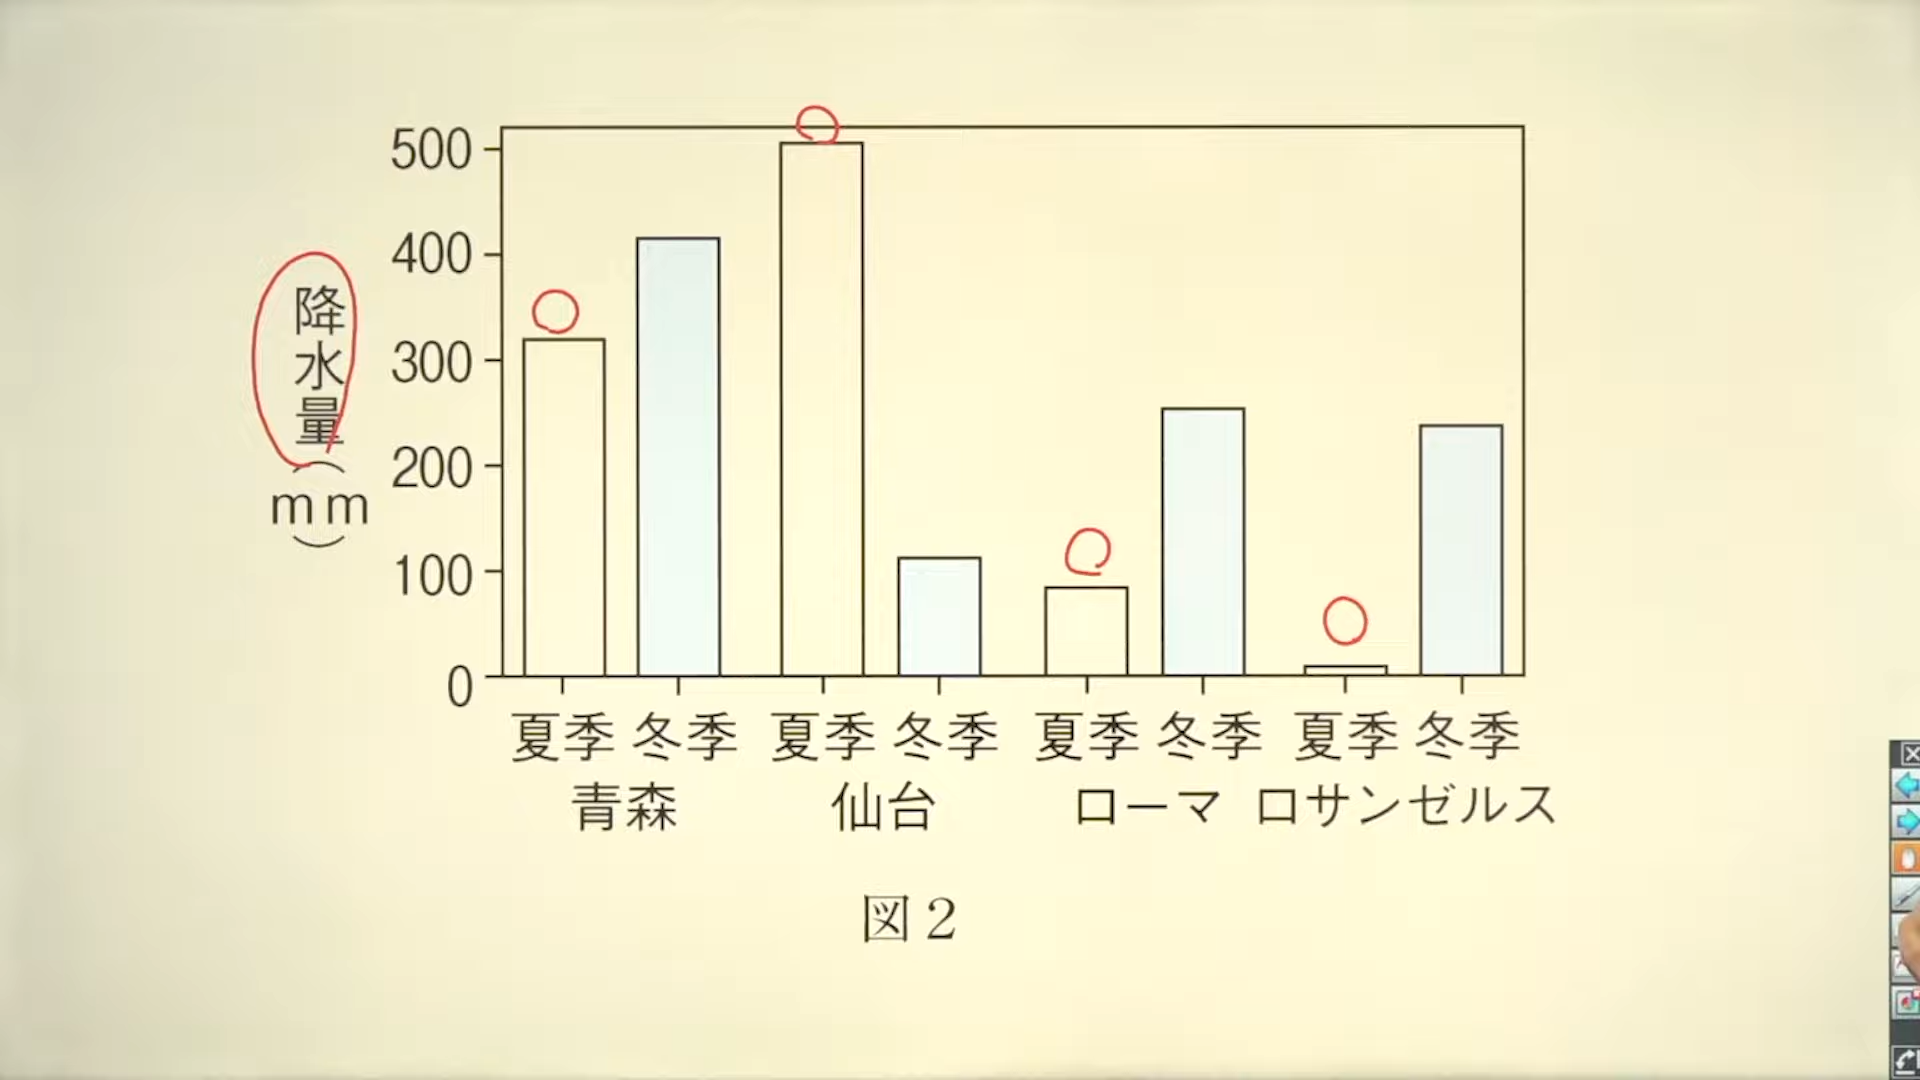 降水量(mm)
500
400
300
200
100
0
夏季 冬季 夏季 冬季 夏季 冬季 夏季 冬季
青森 仙台 ローマ ロサンゼルス
図2